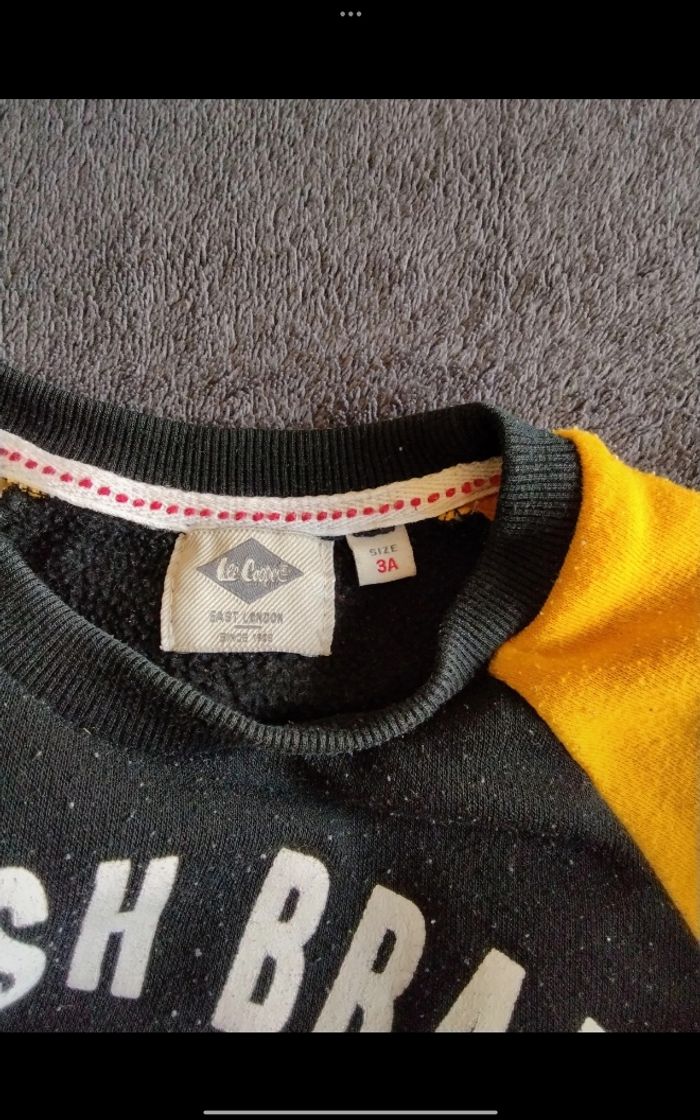 Lee Cooper
EAST LONDON
SINCE 1908
SIZE
3A
SH BRA